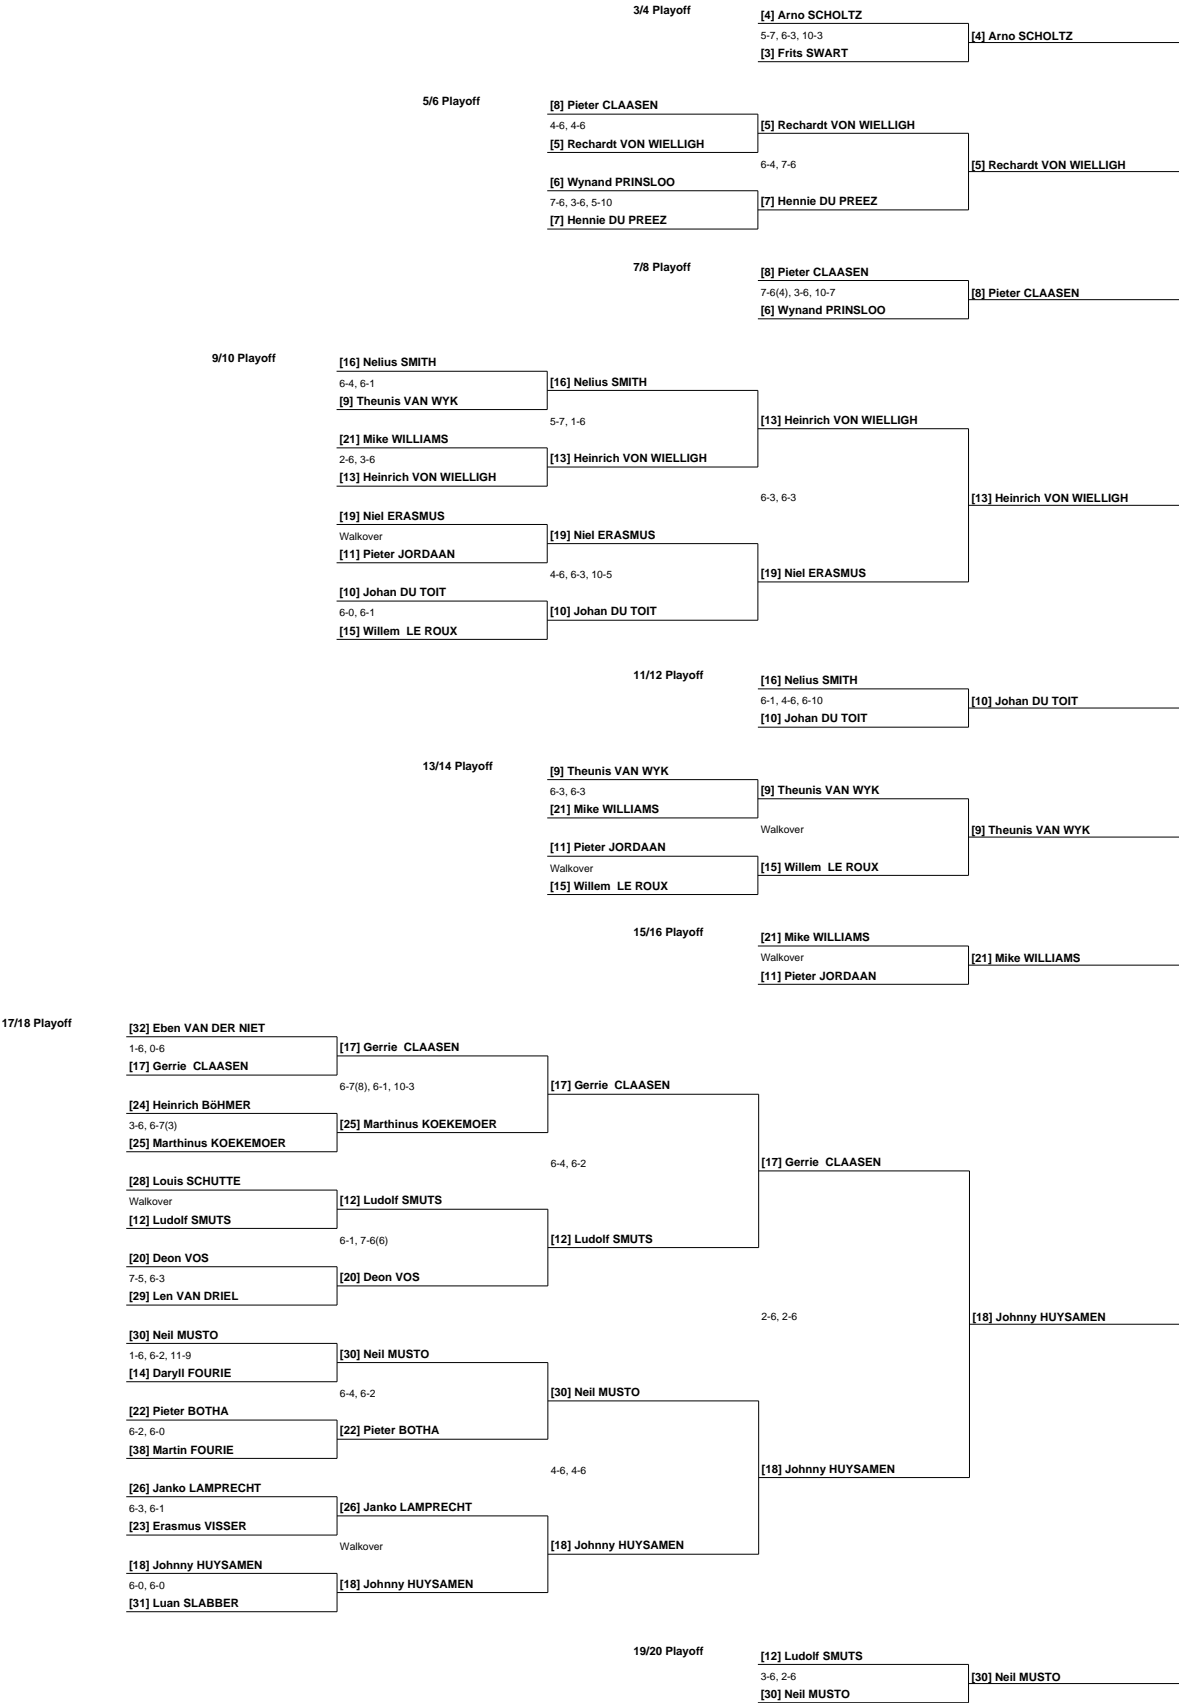 3/4 Playoff
[4] Arno SCHOLTZ
5-7, 6-3, 10-3
[4] Arno SCHOLTZ
[3] Frits SWART
5/6 Playoff
[8] Pieter CLAASEN
4-6, 4-6
[5] Rechardt VON WIELLIGH
[5] Rechardt VON WIELLIGH
6-4, 7-6
[5] Rechardt VON WIELLIGH
[6] Wynand PRINSLOO
7-6, 3-6, 5-10
[7] Hennie DU PREEZ
[7] Hennie DU PREEZ
7/8 Playoff
[8] Pieter CLAASEN
7-6(4), 3-6, 10-7
[8] Pieter CLAASEN
[6] Wynand PRINSLOO
9/10 Playoff
[16] Nelius SMITH
6-4, 6-1
[16] Nelius SMITH
[9] Theunis VAN WYK
5-7, 1-6
[13] Heinrich VON WIELLIGH
[21] Mike WILLIAMS
2-6, 3-6
[13] Heinrich VON WIELLIGH
[13] Heinrich VON WIELLIGH
6-3, 6-3
[13] Heinrich VON WIELLIGH
[19] Niel ERASMUS
Walkover
[19] Niel ERASMUS
[11] Pieter JORDAAN
4-6, 6-3, 10-5
[19] Niel ERASMUS
[10] Johan DU TOIT
6-0, 6-1
[10] Johan DU TOIT
[15] Willem LE ROUX
11/12 Playoff
[16] Nelius SMITH
6-1, 4-6, 6-10
[10] Johan DU TOIT
[10] Johan DU TOIT
13/14 Playoff
[9] Theunis VAN WYK
6-3, 6-3
[9] Theunis VAN WYK
[21] Mike WILLIAMS
Walkover
[9] Theunis VAN WYK
[11] Pieter JORDAAN
Walkover
[15] Willem LE ROUX
[15] Willem LE ROUX
15/16 Playoff
[21] Mike WILLIAMS
Walkover
[21] Mike WILLIAMS
[11] Pieter JORDAAN
17/18 Playoff
[32] Eben VAN DER NIET
1-6, 0-6
[17] Gerrie CLAASEN
[17] Gerrie CLAASEN
6-7(8), 6-1, 10-3
[17] Gerrie CLAASEN
[24] Heinrich BöHMER
3-6, 6-7(3)
[25] Marthinus KOEKEMOER
[25] Marthinus KOEKEMOER
6-4, 6-2
[17] Gerrie CLAASEN
[28] Louis SCHUTTE
Walkover
[12] Ludolf SMUTS
[12] Ludolf SMUTS
6-1, 7-6(6)
[12] Ludolf SMUTS
[20] Deon VOS
7-5, 6-3
[20] Deon VOS
[29] Len VAN DRIEL
2-6, 2-6
[18] Johnny HUYSAMEN
[30] Neil MUSTO
1-6, 6-2, 11-9
[30] Neil MUSTO
[14] Daryll FOURIE
6-4, 6-2
[30] Neil MUSTO
[22] Pieter BOTHA
6-2, 6-0
[22] Pieter BOTHA
[38] Martin FOURIE
4-6, 4-6
[18] Johnny HUYSAMEN
[26] Janko LAMPRECHT
6-3, 6-1
[26] Janko LAMPRECHT
[23] Erasmus VISSER
Walkover
[18] Johnny HUYSAMEN
[18] Johnny HUYSAMEN
6-0, 6-0
[18] Johnny HUYSAMEN
[31] Luan SLABBER
19/20 Playoff
[12] Ludolf SMUTS
3-6, 2-6
[30] Neil MUSTO
[30] Neil MUSTO